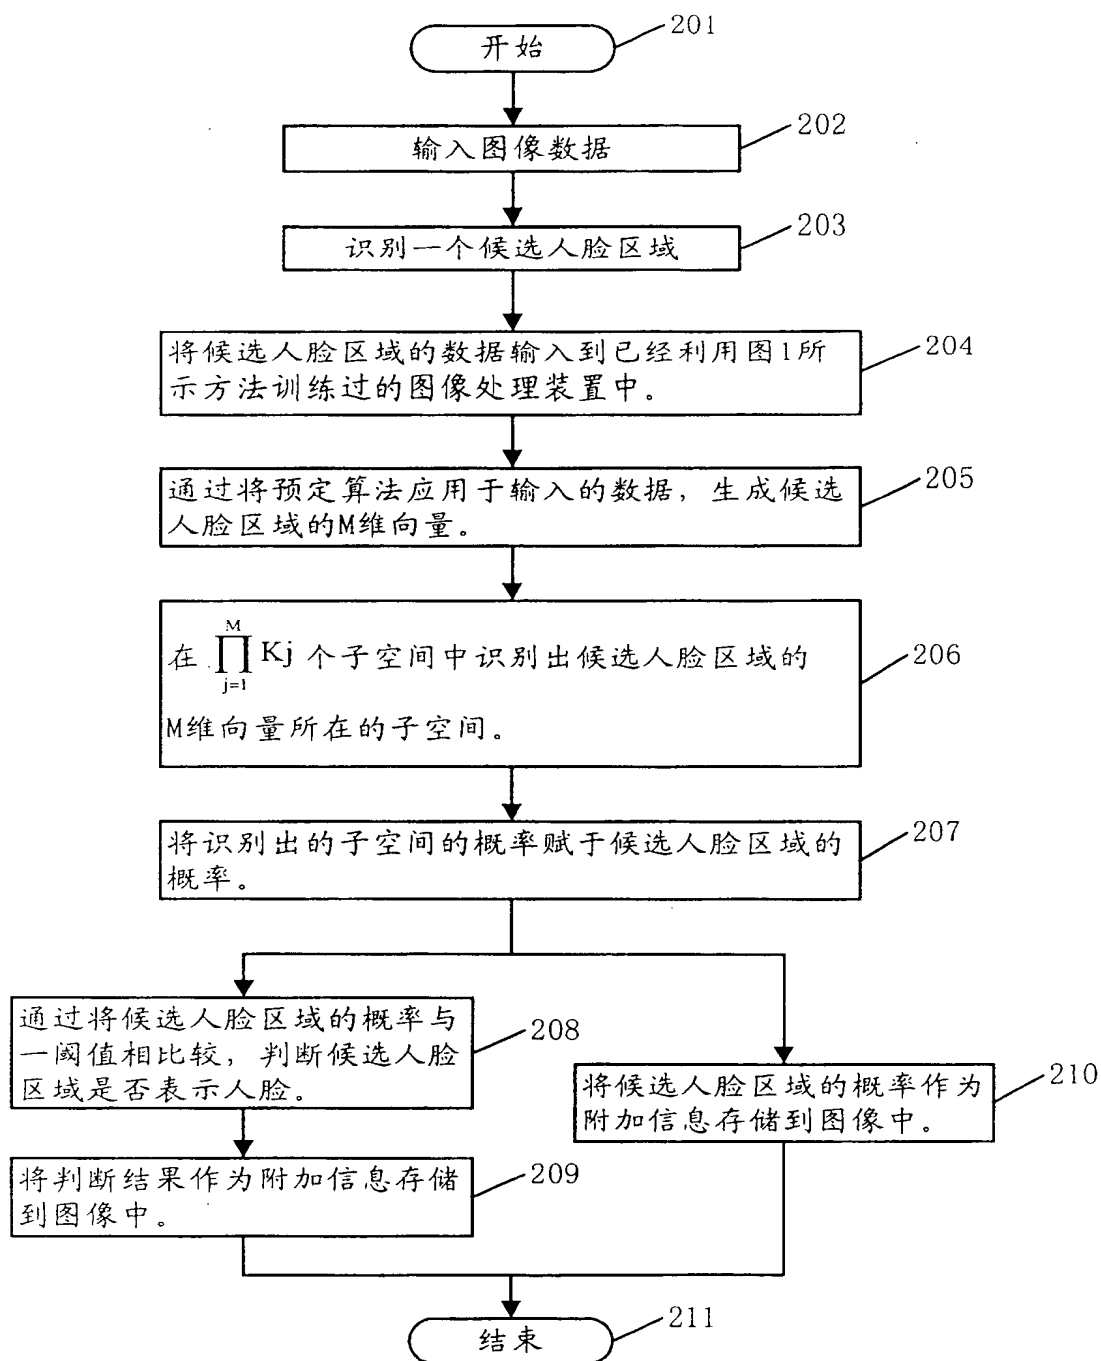 开始
201
输入图像数据
202
识别一个候选人脸区域
203
将候选人脸区域的数据输入到已经利用图1所
示方法训练过的图像处理装置中。
204
通过将预定算法应用于输入的数据，生成候选
人脸区域的M维向量。
205
在 ∏ Kj 个子空间中识别出候选人脸区域的
M
j=1
M维向量所在的子空间。
206
将识别出的子空间的概率赋于候选人脸区域的
概率。
207
通过将候选人脸区域的概率与
一阈值相比较，判断候选人脸
区域是否表示人脸。
208
将判断结果作为附加信息存储
到图像中。
209
将候选人脸区域的概率作为
附加信息存储到图像中。
210
结束
211